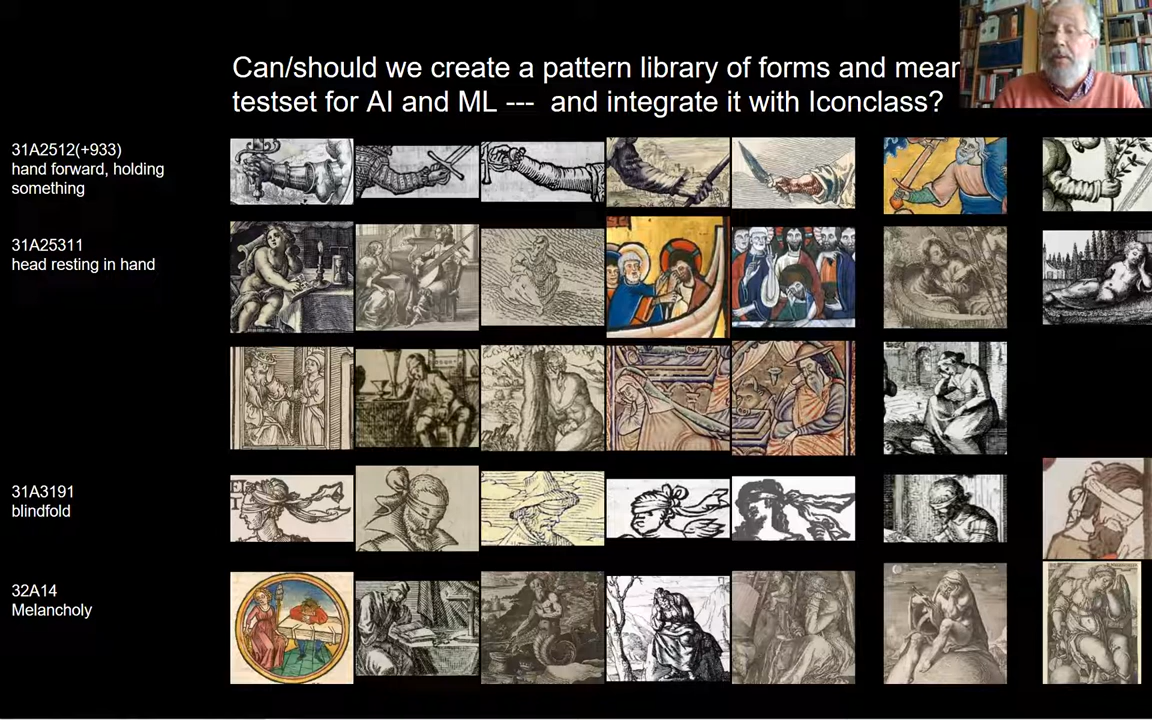 Can/should we create a pattern library of forms and
testset for AI and ML --- and integrate it with Iconclass?
31A2512(+933)
hand forward, holding
something
31A25311
head resting in hand
31A3191
blindfold
32A14
Melancholy